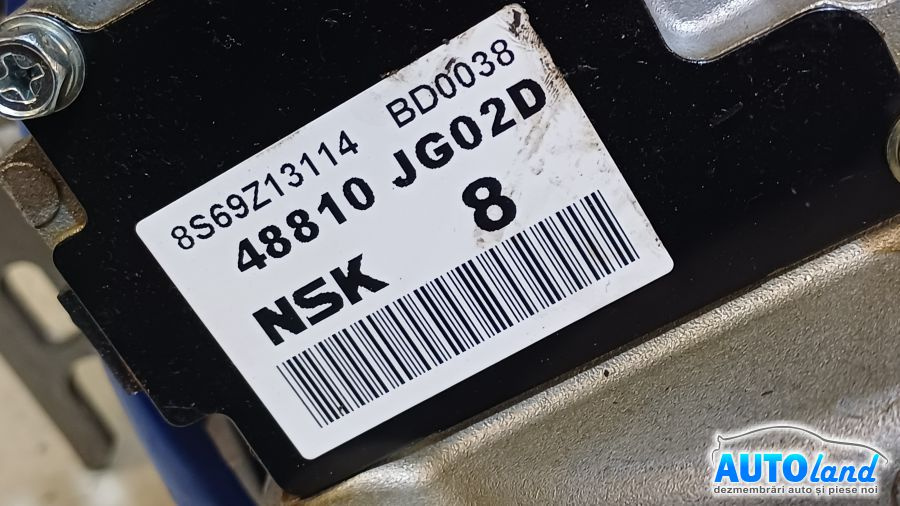 8S69Z13114 BD0038
48810 JG02D
NSK 8
AUTOland
dezmembrări auto și piese noi